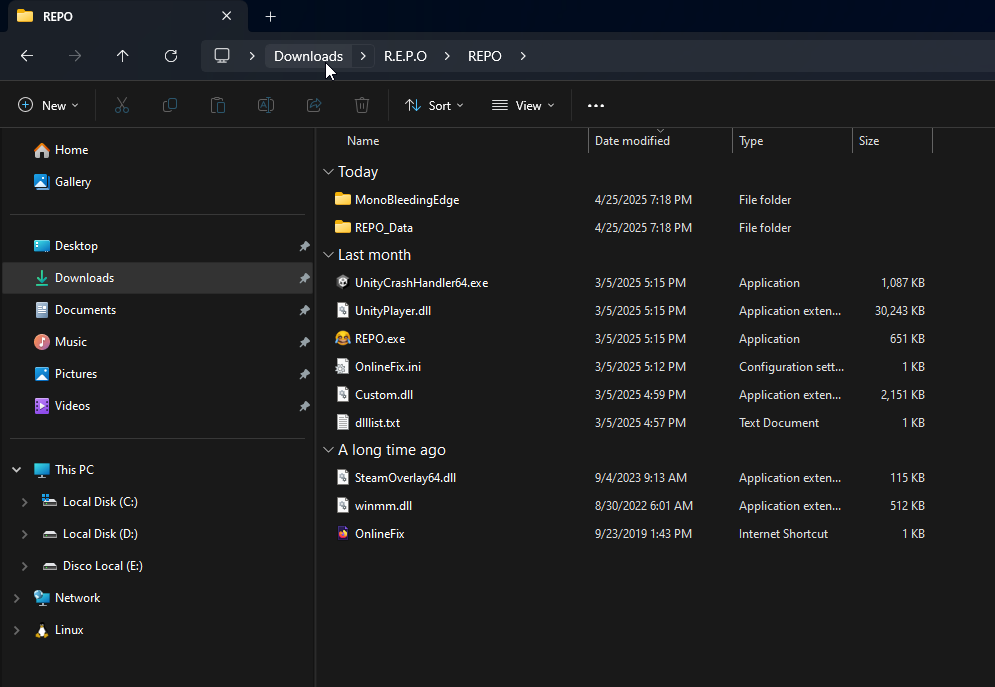 REPO
Downloads R.E.P.O REPO
New Sort View
Name Date modified Type Size
Home
Gallery
Desktop
Downloads
Documents
Music
Pictures
Videos
This PC
Local Disk (C:)
Local Disk (D:)
Disco Local (E:)
Network
Linux
Today
MonoBleedingEdge 4/25/2025 7:18 PM File folder
REPO_Data 4/25/2025 7:18 PM File folder
Last month
UnityCrashHandler64.exe 3/5/2025 5:15 PM Application 1,087 KB
UnityPlayer.dll 3/5/2025 5:15 PM Application exten... 30,243 KB
REPO.exe 3/5/2025 5:15 PM Application 651 KB
OnlineFix.ini 3/5/2025 5:12 PM Configuration sett... 1 KB
Custom.dll 3/5/2025 4:59 PM Application exten... 2,151 KB
dlllist.txt 3/5/2025 4:57 PM Text Document 1 KB
A long time ago
SteamOverlay64.dll 9/4/2023 9:13 AM Application exten... 115 KB
winmm.dll 8/30/2022 6:01 AM Application exten... 512 KB
OnlineFix 9/23/2019 1:43 PM Internet Shortcut 1 KB